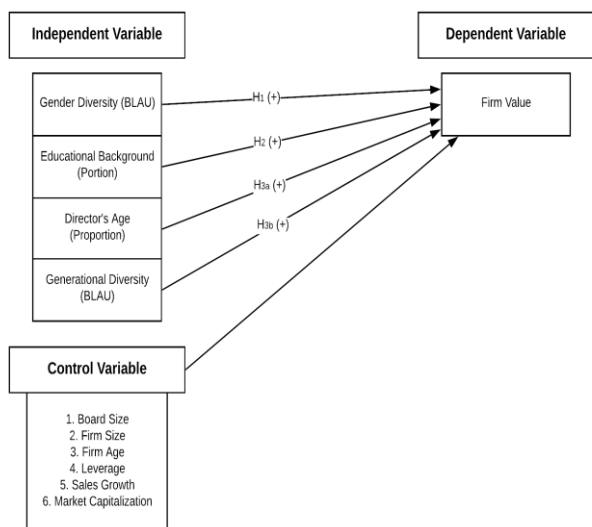 Independent Variable
Dependent Variable
Gender Diversity (BLAU)
H1 (+)
Firm Value
Educational Background
(Portion)
H2 (+)
Director's Age
(Proportion)
H3a (+)
Generational Diversity
(BLAU)
H3b (+)
Control Variable
1. Board Size
2. Firm Size
3. Firm Age
4. Leverage
5. Sales Growth
6. Market Capitalization